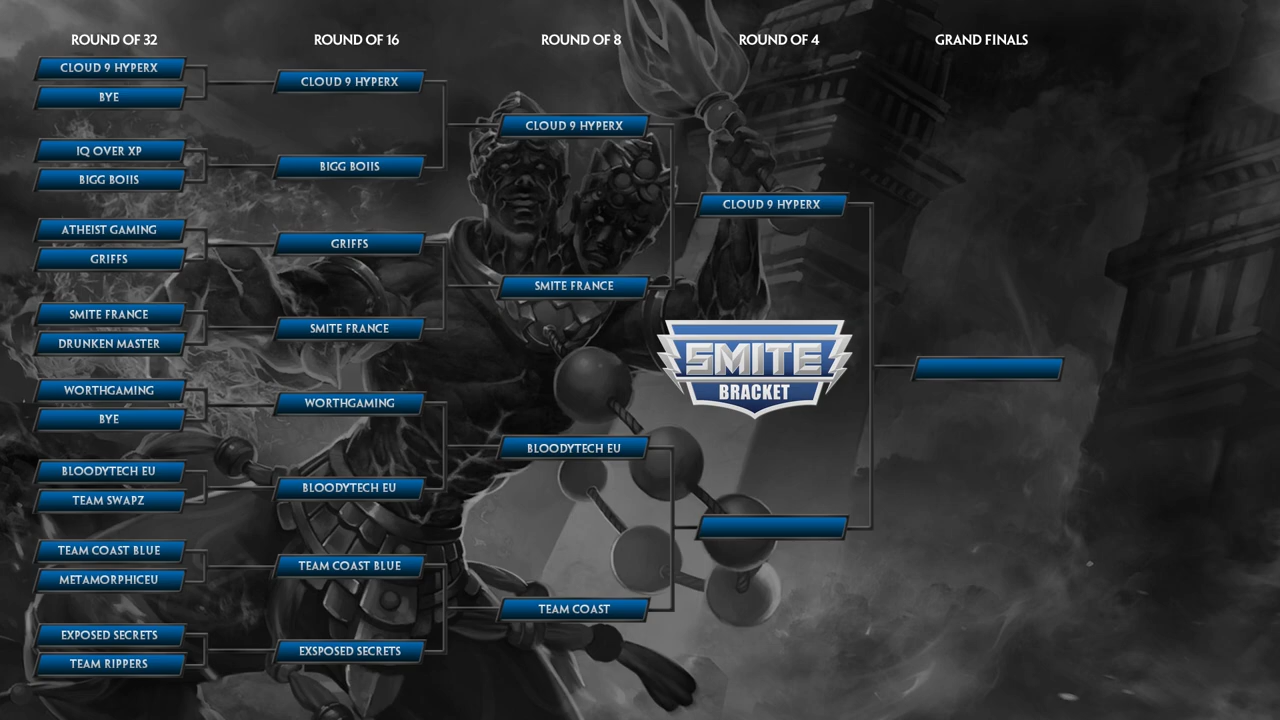 ROUND OF 32
ROUND OF 16
ROUND OF 8
ROUND OF 4
GRAND FINALS
CLOUD 9 HYPERX
BYE
IQ OVER XP
BIGG BOIIS
ATHEIST GAMING
GRIFFS
SMITE FRANCE
DRUNKEN MASTER
WORTHGAMING
BYE
BLOODYTECH EU
TEAM SWAPZ
TEAM COAST BLUE
METAMORPHICEU
EXPOSED SECRETS
TEAM RIPPERS
CLOUD 9 HYPERX
BIGG BOIIS
GRIFFS
SMITE FRANCE
WORTHGAMING
BLOODYTECH EU
TEAM COAST BLUE
EXSPOSED SECRETS
CLOUD 9 HYPERX
SMITE FRANCE
BLOODYTECH EU
TEAM COAST
CLOUD 9 HYPERX
SMITE
BRACKET